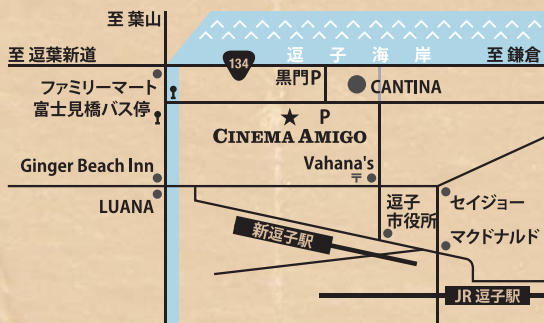 至 葉山
至 逗葉新道
134
逗子海岸
至 鎌倉
ファミリーマート
黒門P
CANTINA
富士見橋バス停
P
CINEMA AMIGO
Vahana's
〒
Ginger Beach Inn
LUANA
逗子
市役所
セイジョー
新逗子駅
マクドナルド
JR 逗子駅